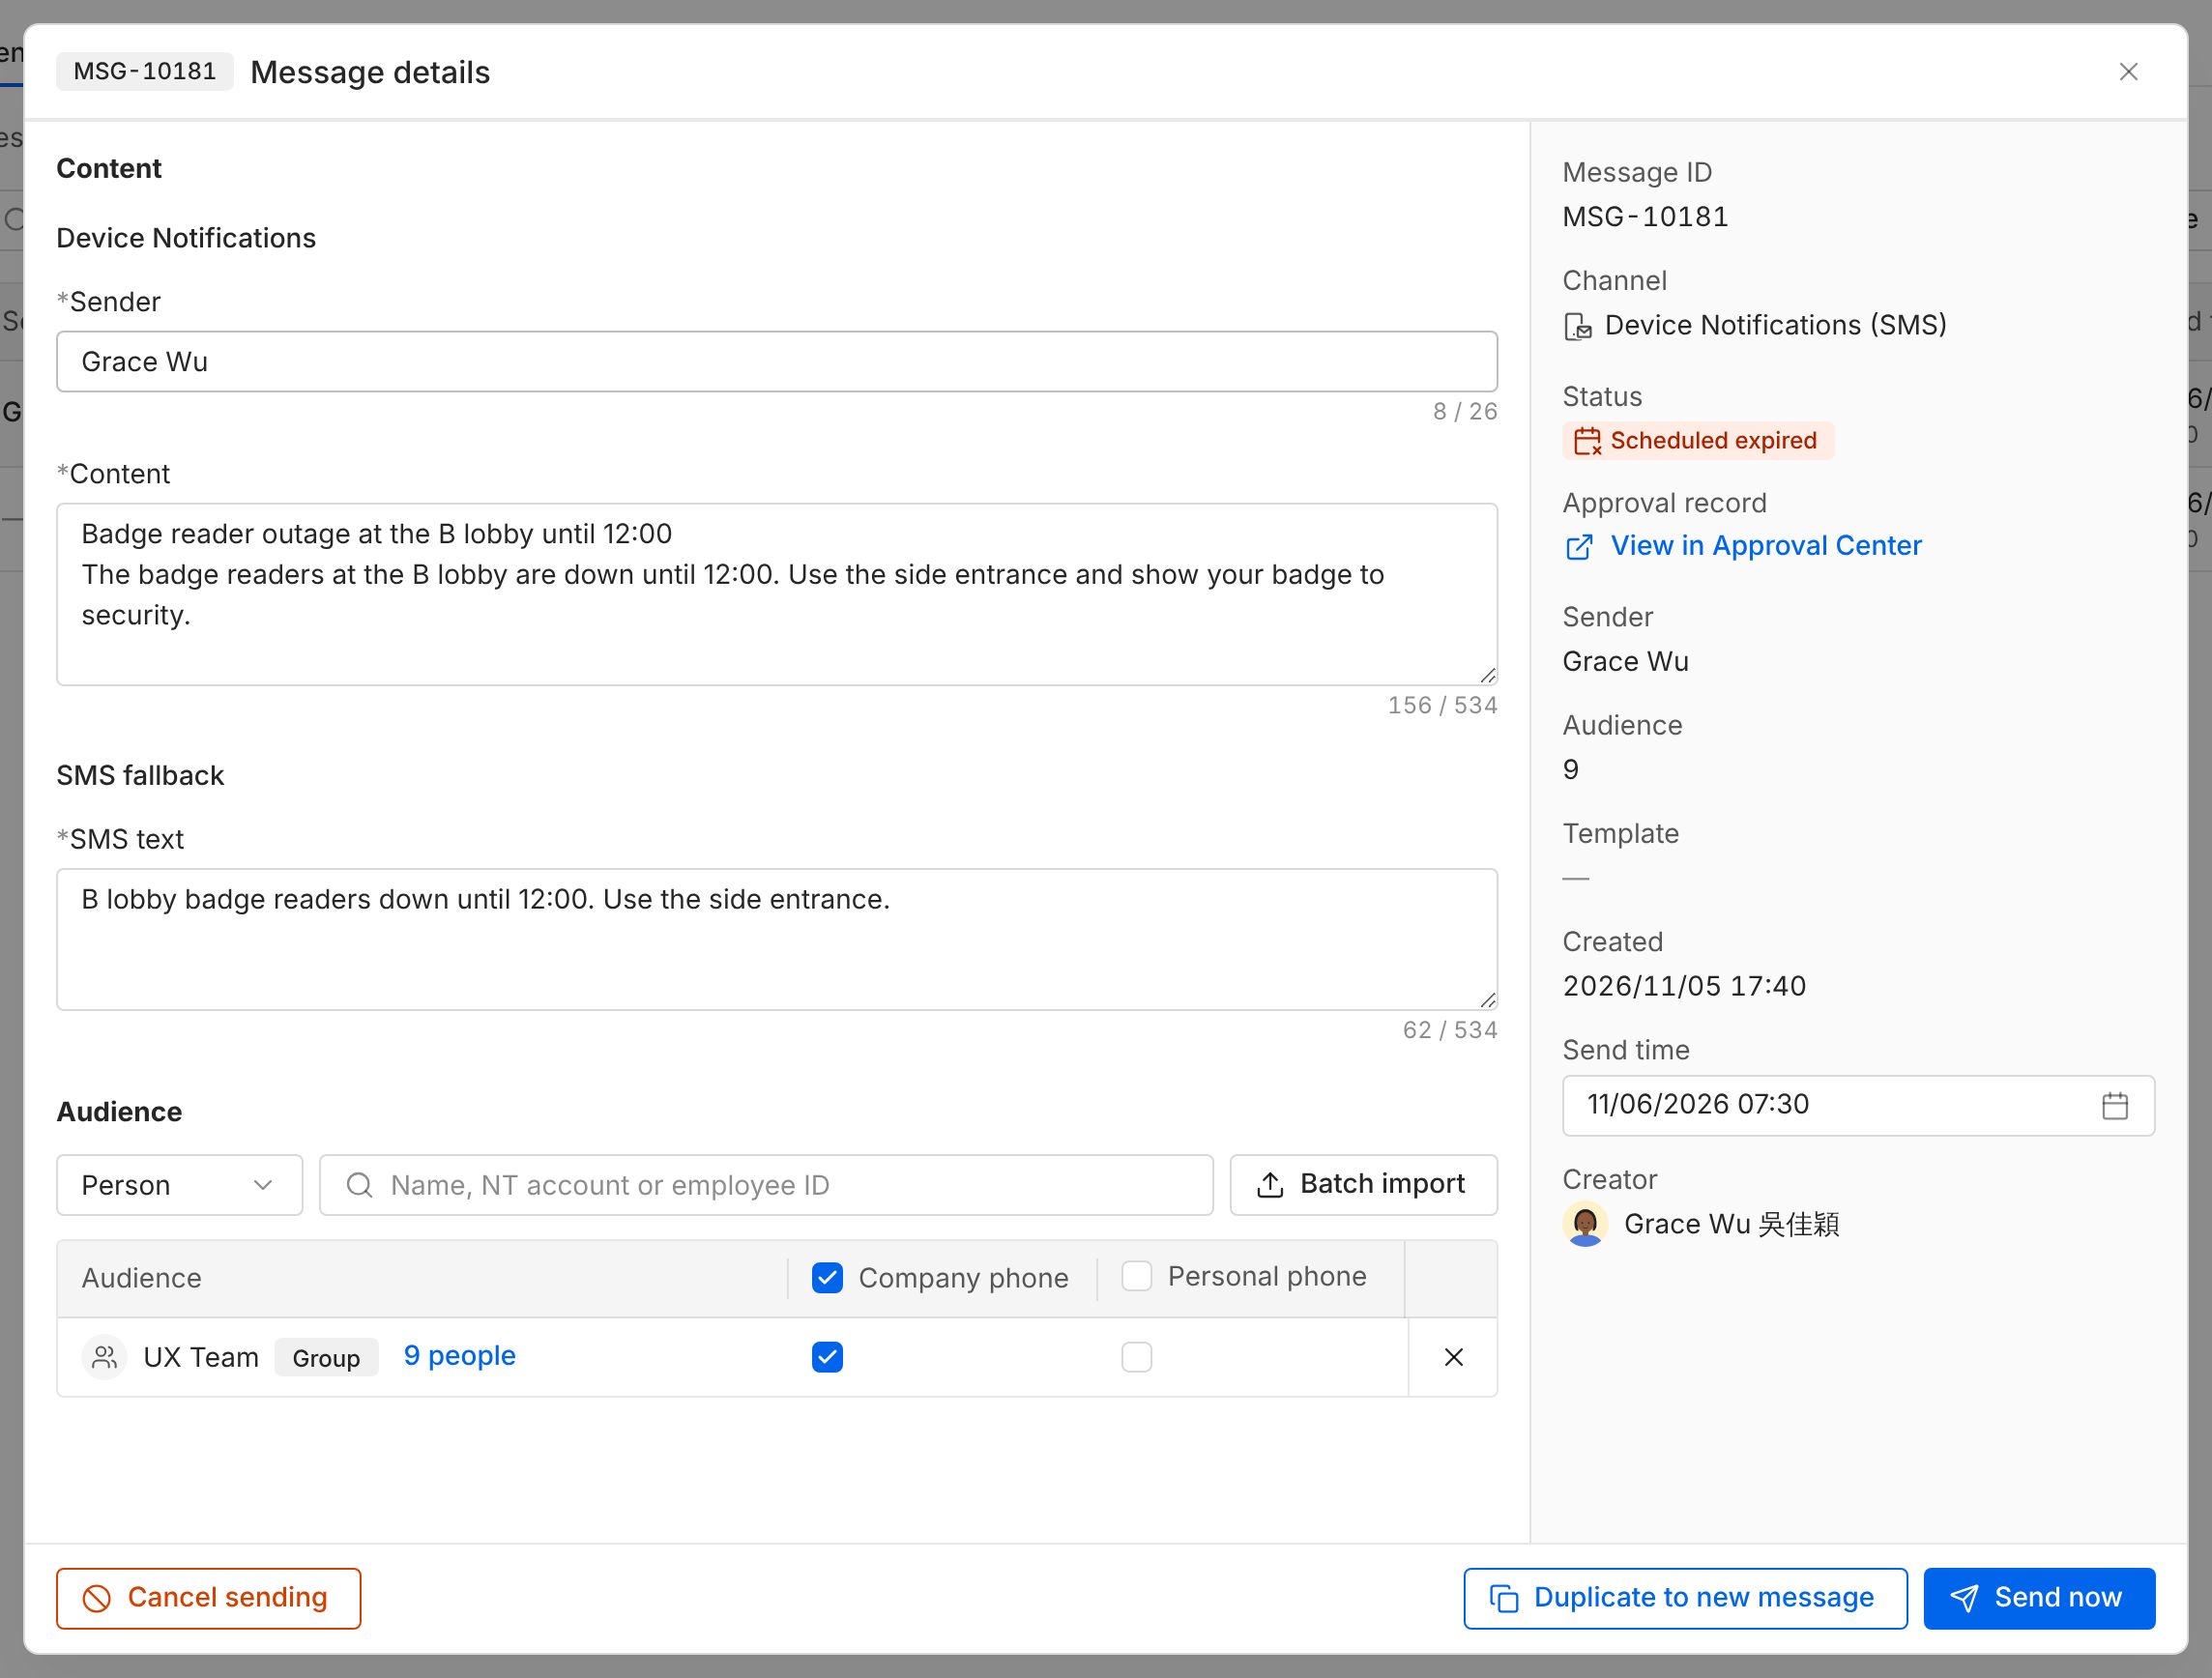 MSG-10181 Message details
Content
Device Notifications
*Sender
Grace Wu
8 / 26
*Content
Badge reader outage at the B lobby until 12:00
The badge readers at the B lobby are down until 12:00. Use the side entrance and show your badge to
security.
156 / 534
SMS fallback
*SMS text
B lobby badge readers down until 12:00. Use the side entrance.
62 / 534
Audience
Person
Name, NT account or employee ID
Batch import
Audience Company phone Personal phone
UX Team Group 9 people
Message ID
MSG-10181
Channel
Device Notifications (SMS)
Status
Scheduled expired
Approval record
View in Approval Center
Sender
Grace Wu
Audience
9
Template
—
Created
2026/11/05 17:40
Send time
11/06/2026 07:30
Creator
Grace Wu 吳佳穎
Cancel sending
Duplicate to new message
Send now